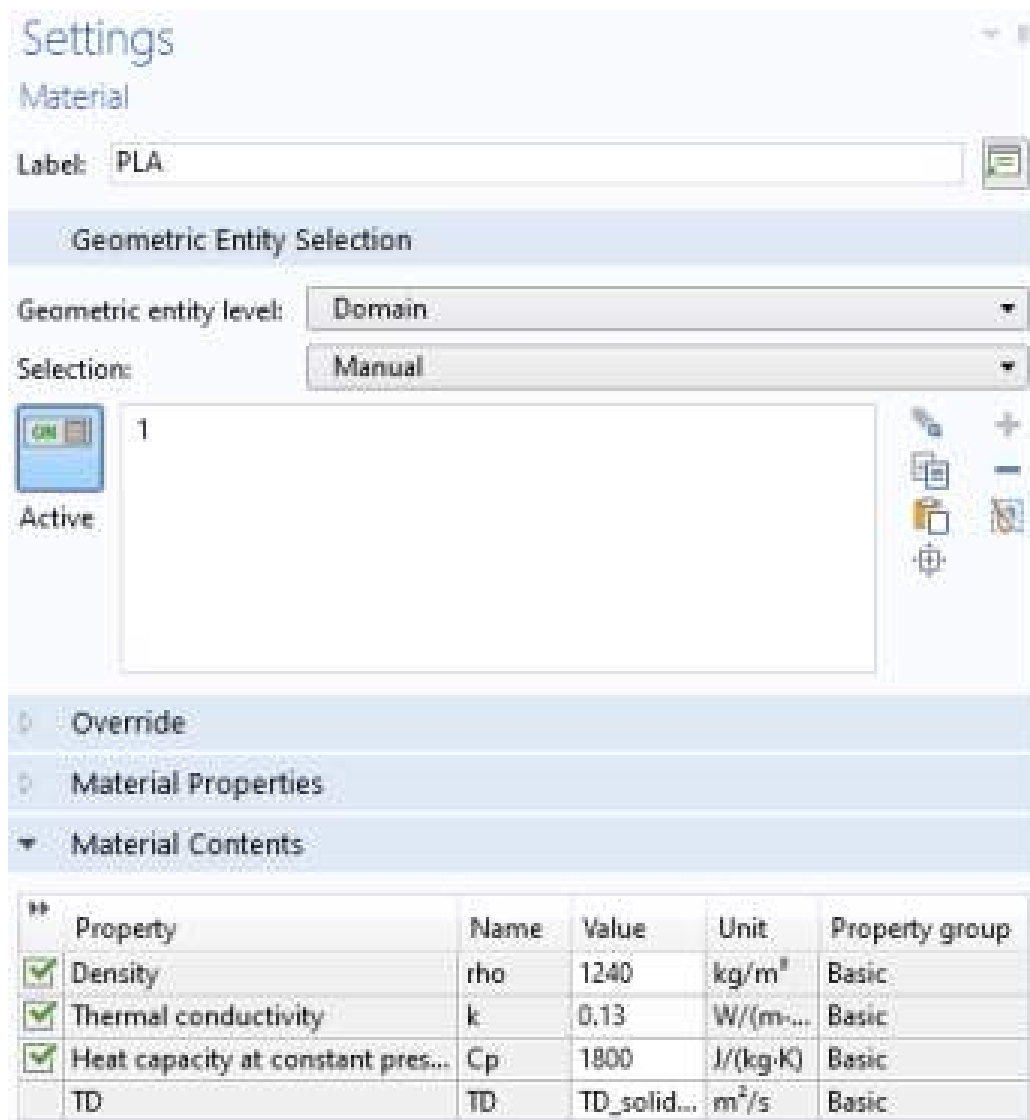 Settings
Material
Label: PLA
Geometric Entity Selection
Geometric entity level: Domain
Selection: Manual
ON 1
Active
Override
Material Properties
Material Contents
Property Name Value Unit Property group
Density rho 1240 kg/m³ Basic
Thermal conductivity k 0.13 W/(m·... Basic
Heat capacity at constant pres... Cp 1800 J/(kg·K) Basic
TD TD TD_solid... m²/s Basic